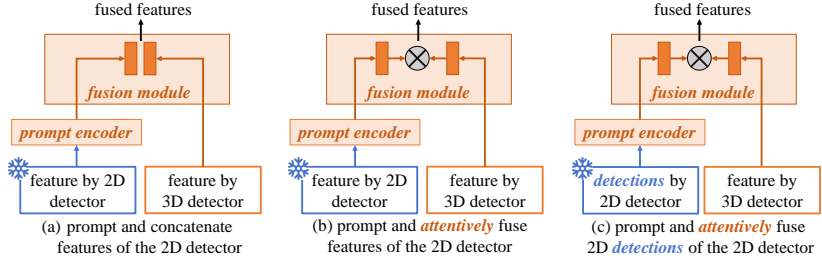 fused features
fusion module
prompt encoder
feature by 2D
detector
feature by
3D detector
(a) prompt and concatenate
features of the 2D detector
fused features
fusion module
prompt encoder
feature by 2D
detector
feature by
3D detector
(b) prompt and attentively fuse
features of the 2D detector
fused features
fusion module
prompt encoder
detections by
2D detector
feature by
3D detector
(c) prompt and attentively fuse
2D detections of the 2D detector